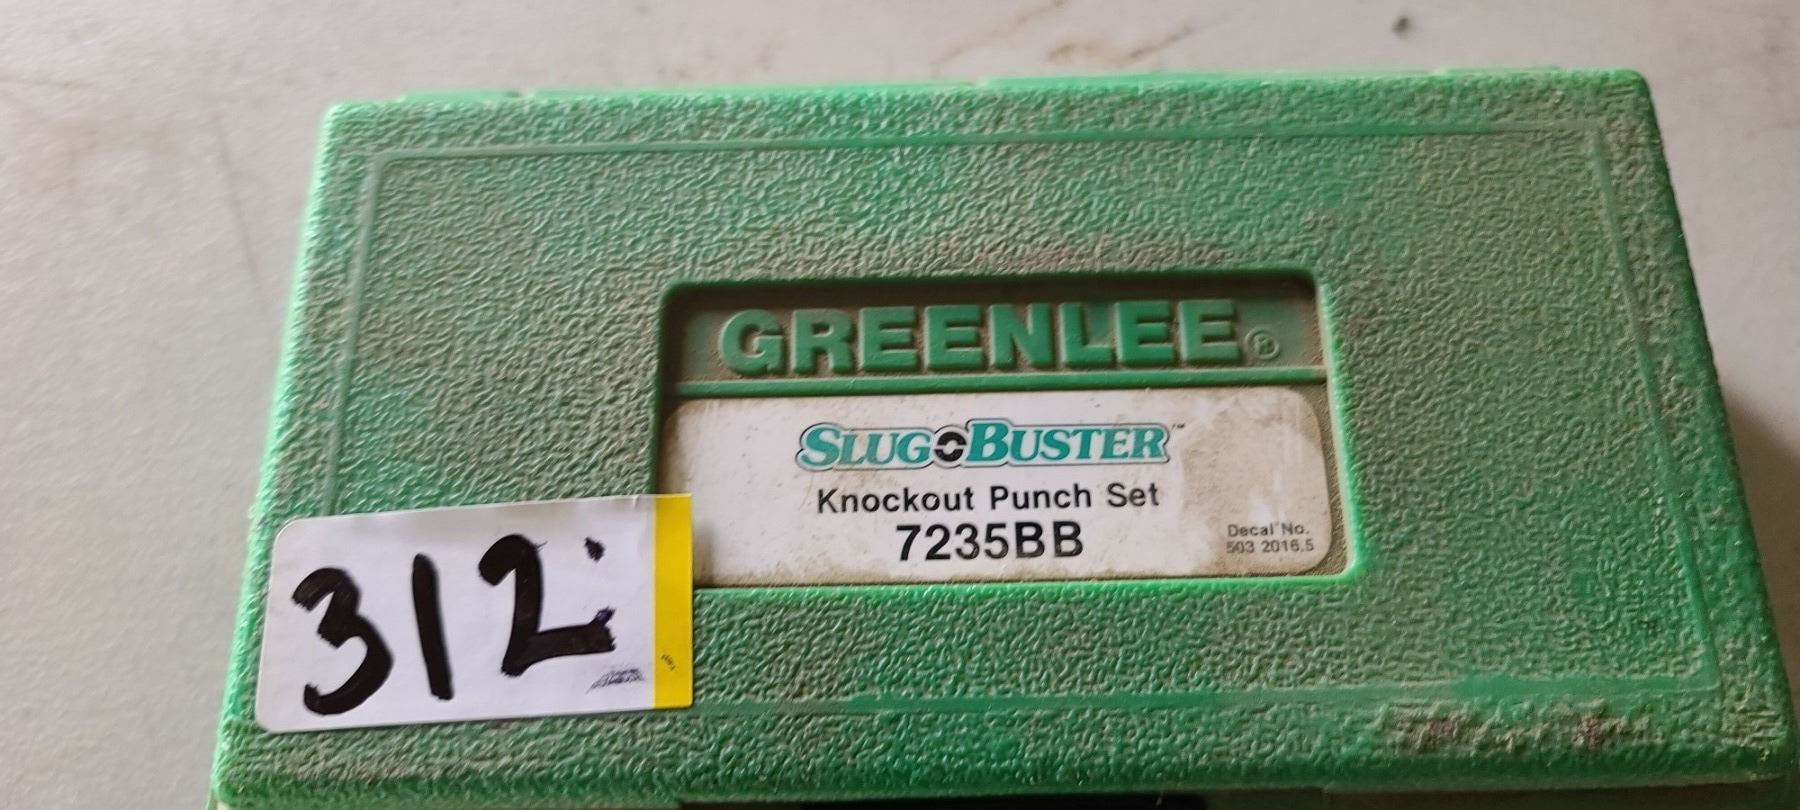 GREENLEE®
SLUG BUSTER™
Knockout Punch Set
7235BB
Decal No.
503 2016.5
312